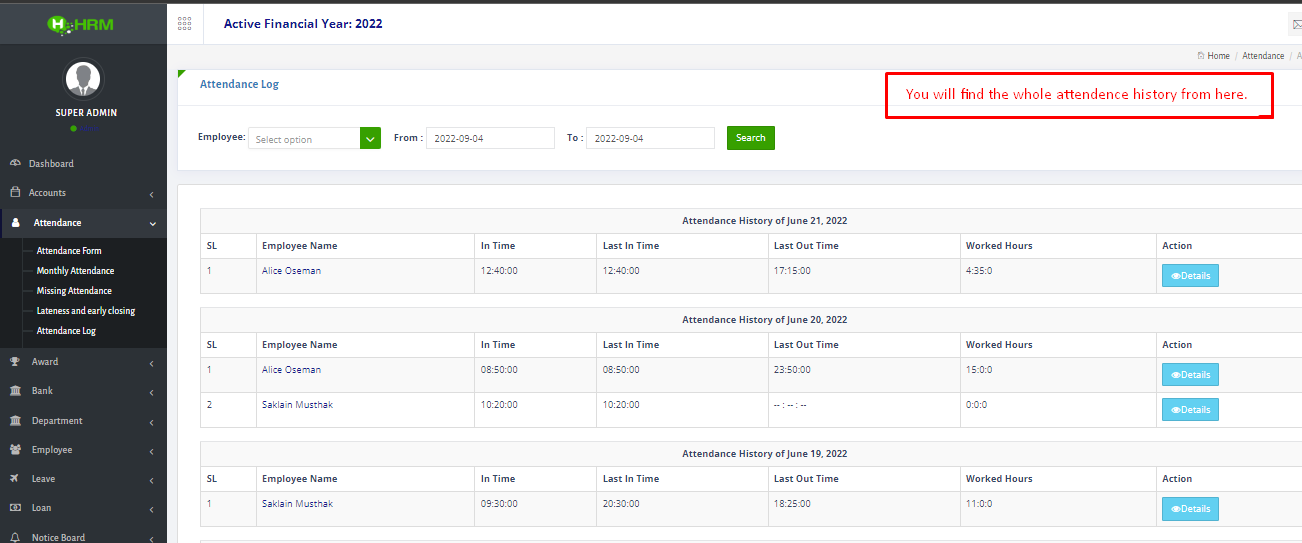 HRM
Active Financial Year: 2022
Home / Attendance /
SUPER ADMIN
Dashboard
Accounts
Attendance
Attendance Form
Monthly Attendance
Missing Attendance
Lateness and early closing
Attendance Log
Award
Bank
Department
Employee
Leave
Loan
Notice Board
Attendance Log
You will find the whole attendence history from here.
Employee: Select option From : 2022-09-04 To : 2022-09-04 Search
Attendance History of June 21, 2022
SL Employee Name In Time Last In Time Last Out Time Worked Hours Action
1 Alice Oseman 12:40:00 12:40:00 17:15:00 4:35:0 Details
Attendance History of June 20, 2022
SL Employee Name In Time Last In Time Last Out Time Worked Hours Action
1 Alice Oseman 08:50:00 08:50:00 23:50:00 15:0:0 Details
2 Saklain Musthak 10:20:00 10:20:00 -- : -- : -- 0:0:0 Details
Attendance History of June 19, 2022
SL Employee Name In Time Last In Time Last Out Time Worked Hours Action
1 Saklain Musthak 09:30:00 20:30:00 18:25:00 11:0:0 Details